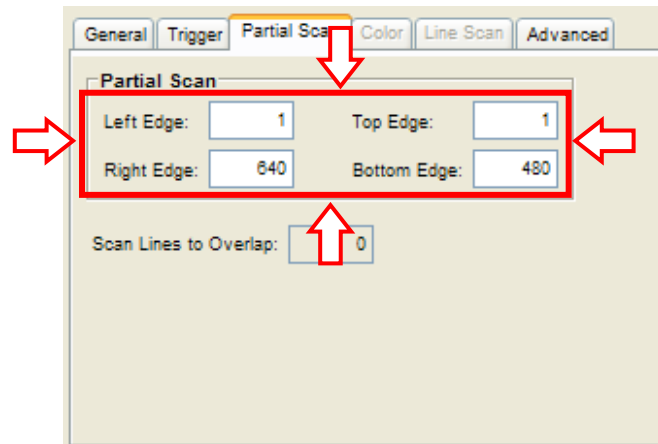 General Trigger Partial Scan Color Line Scan Advanced
Partial Scan
Left Edge: 1 Top Edge: 1
Right Edge: 640 Bottom Edge: 480
Scan Lines to Overlap: 0